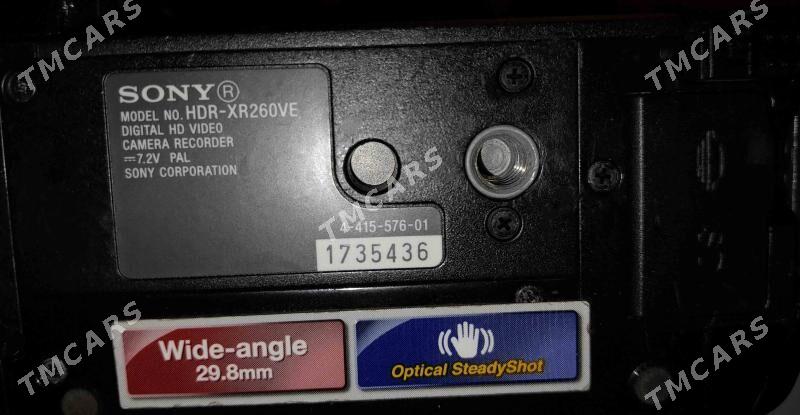 SONY®
MODEL NO. HDR-XR260VE
DIGITAL HD VIDEO
CAMERA RECORDER
⎓7.2V PAL
SONY CORPORATION
4-415-576-01
1735436
Wide-angle
29.8mm
Optical SteadyShot
TMCARS
TMCARS
TMCARS
TMCARS
TMCARS
TMCARS
TMCARS
TMCARS